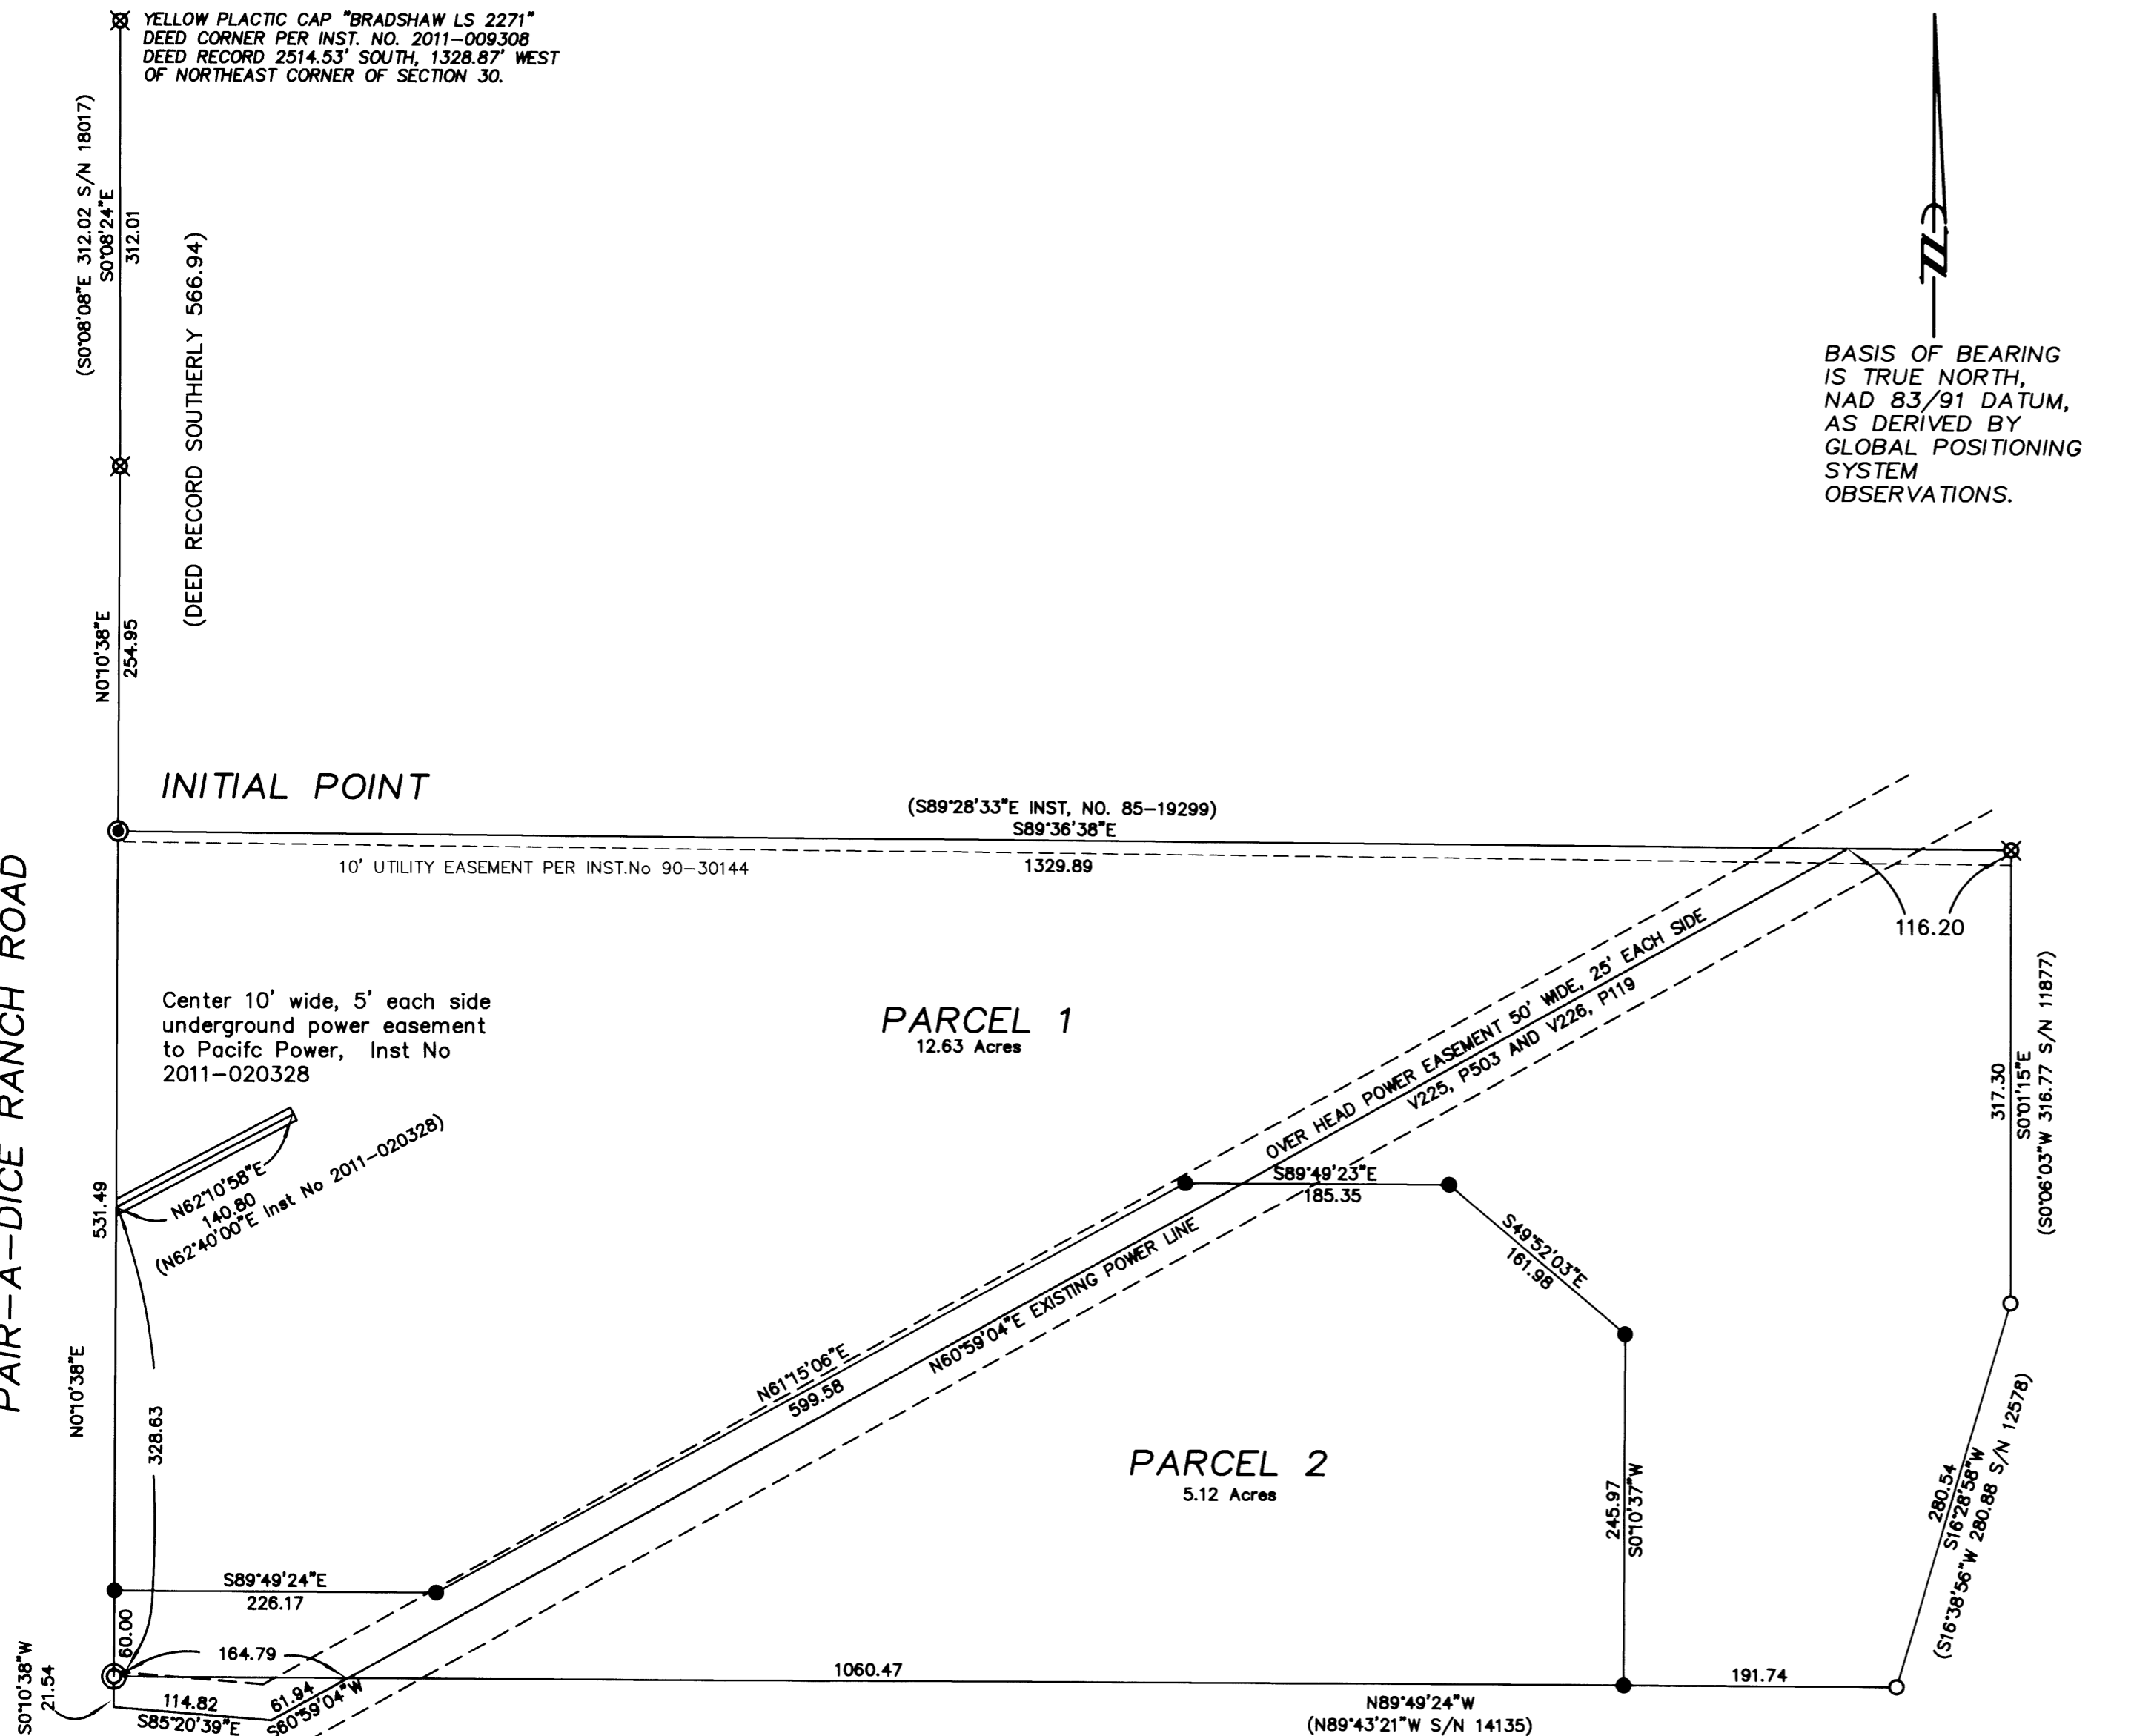 YELLOW PLACTIC CAP "BRADSHAW LS 2271"
DEED CORNER PER INST. NO. 2011-009308
DEED RECORD 2514.53' SOUTH, 1328.87' WEST
OF NORTHEAST CORNER OF SECTION 30.
(S0°08'08"E 312.02 S/N 18017)
S0°08'24"E
312.01
(DEED RECORD SOUTHERLY 566.94)
N
BASIS OF BEARING
IS TRUE NORTH,
NAD 83/91 DATUM,
AS DERIVED BY
GLOBAL POSITIONING
SYSTEM
OBSERVATIONS.
N0°10'38"E
254.95
INITIAL POINT
(S89°28'33"E INST, NO. 85-19299)
S89°36'38"E
1329.89
10' UTILITY EASEMENT PER INST.No 90-30144
116.20
PAIR-A-DICE RANCH ROAD
Center 10' wide, 5' each side
underground power easement
to Pacifc Power, Inst No
2011-020328
PARCEL 1
12.63 Acres
OVER HEAD POWER EASEMENT 50' WIDE, 25' EACH SIDE
V225, P503 AND V226, P119
317.30
S0°01'15"E
(S0°06'03"W 316.77 S/N 11877)
N62°10'58"E
140.80
(N62°40'00"E Inst No 2011-020328)
531.49
N0°10'38"E
328.63
S89°49'23"E
185.35
S49°52'03"E
161.98
N60°59'04"E EXISTING POWER LINE
N61°15'06"E
599.58
PARCEL 2
5.12 Acres
245.97
S0°10'37"W
280.54
S16°28'58"W
(S16°38'56"W 280.88 S/N 12578)
S89°49'24"E
226.17
60.00
164.79
1060.47
191.74
S0°10'38"W
21.54
114.82
S85°20'39"E
61.94
S60°59'04"W
N89°49'24"W
(N89°43'21"W S/N 14135)